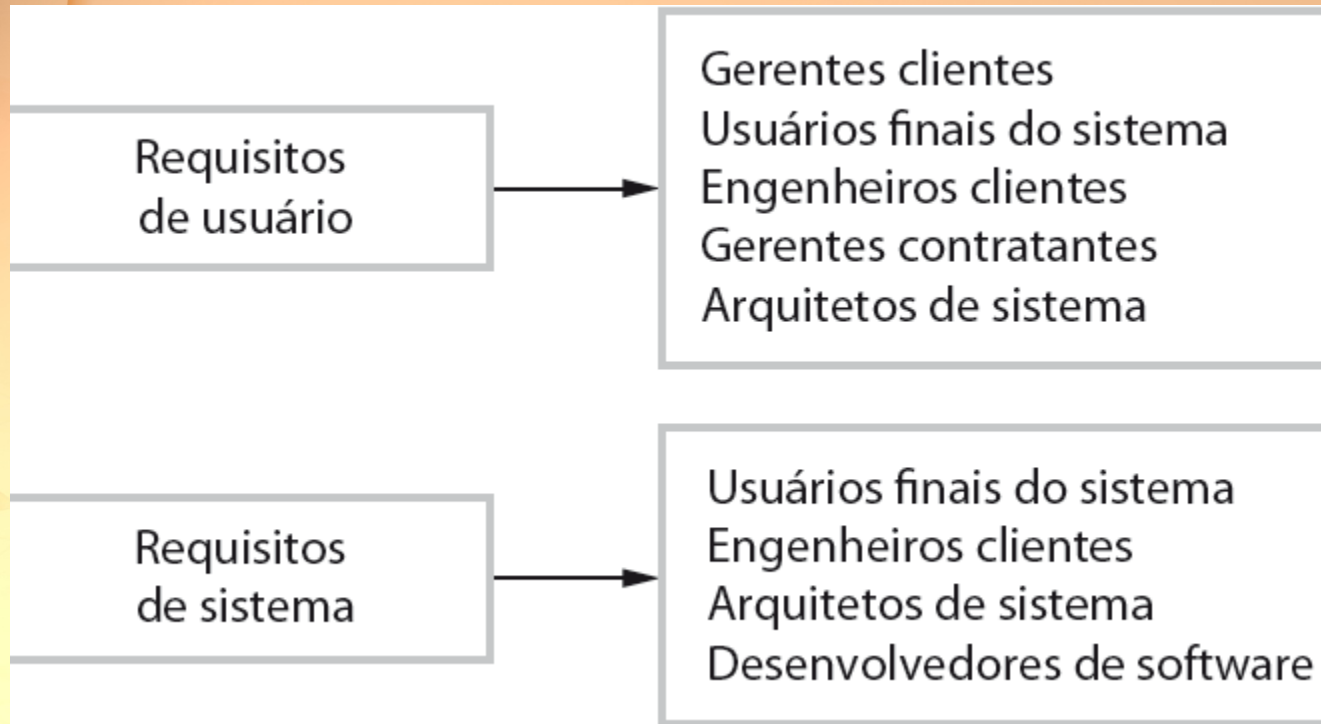 Requisitos
de usuário
Gerentes clientes
Usuários finais do sistema
Engenheiros clientes
Gerentes contratantes
Arquitetos de sistema
Requisitos
de sistema
Usuários finais do sistema
Engenheiros clientes
Arquitetos de sistema
Desenvolvedores de software